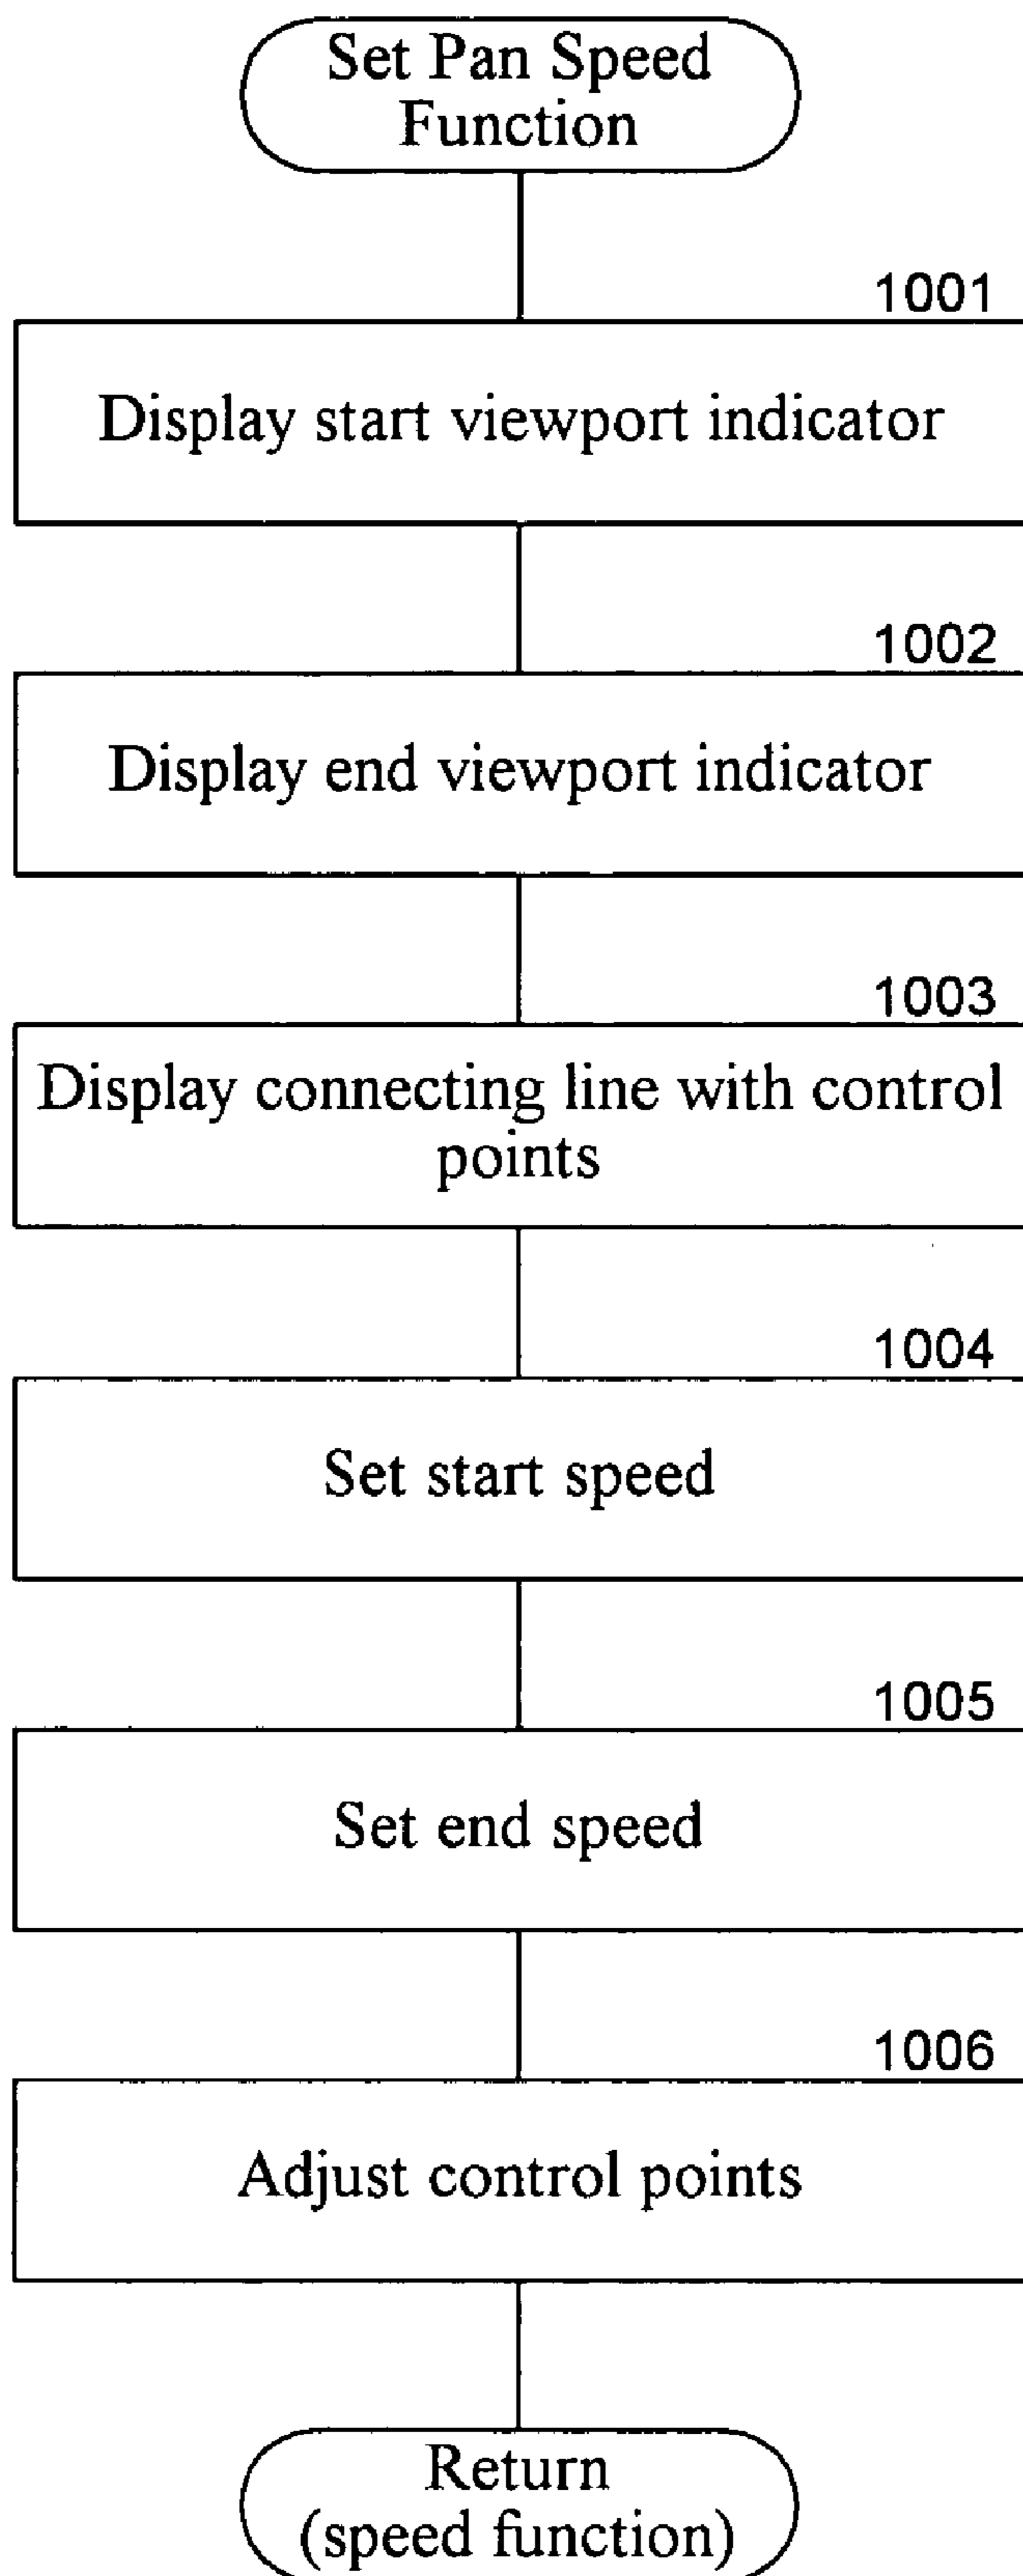 Set Pan Speed
Function
1001
Display start viewport indicator
1002
Display end viewport indicator
1003
Display connecting line with control
points
1004
Set start speed
1005
Set end speed
1006
Adjust control points
Return
(speed function)